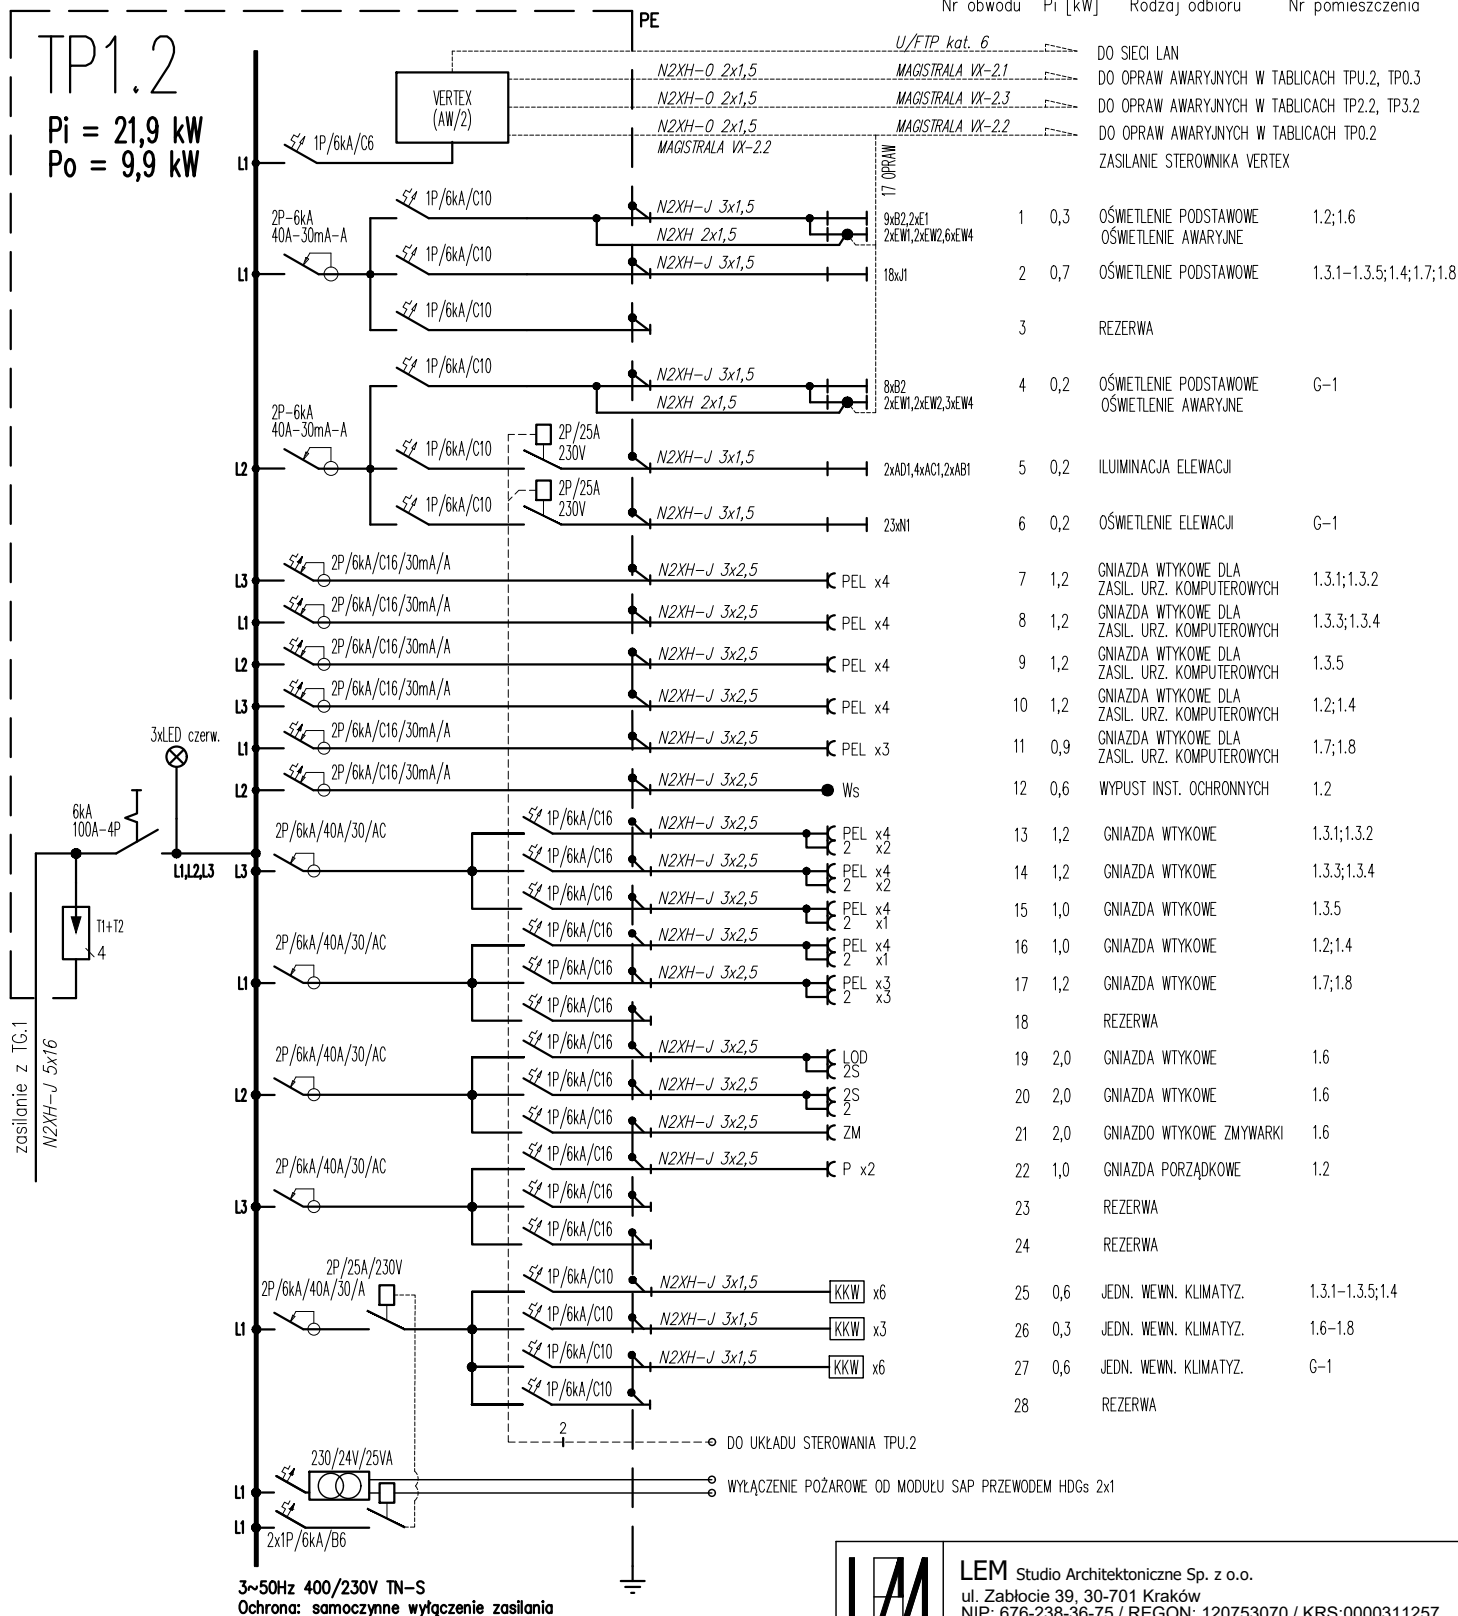 Nr obwodu Pi [kW] Rodzaj odbioru Nr pomieszczenia
PE
TP1.2
Pi = 21,9 kW
Po = 9,9 kW
U/FTP kat. 6 DO SIECI LAN
VERTEX
(AW/2)
N2XH-O 2x1,5 MAGISTRALA VX-2.1 DO OPRAW AWARYJNYCH W TABLICACH TPU.2, TP0.3
N2XH-O 2x1,5 MAGISTRALA VX-2.3 DO OPRAW AWARYJNYCH W TABLICACH TP2.2, TP3.2
N2XH-O 2x1,5 MAGISTRALA VX-2.2 DO OPRAW AWARYJNYCH W TABLICACH TP0.2
MAGISTRALA VX-2.2
L1 1P/6kA/C6 ZASILANIE STEROWNIKA VERTEX
17 OPRAW
2P-6kA
40A-30mA-A
L1
1P/6kA/C10 N2XH-J 3x1,5 9xB2,2xE1 1 0,3 OŚWIETLENIE PODSTAWOWE 1.2;1.6
N2XH 2x1,5 2xEW1,2xEW2,6xEW4 OŚWIETLENIE AWARYJNE
1P/6kA/C10 N2XH-J 3x1,5 18xJ1 2 0,7 OŚWIETLENIE PODSTAWOWE 1.3.1-1.3.5;1.4;1.7;1.8
1P/6kA/C10 3 REZERWA
2P-6kA
40A-30mA-A
L2
1P/6kA/C10 N2XH-J 3x1,5 8xB2 4 0,2 OŚWIETLENIE PODSTAWOWE G-1
N2XH 2x1,5 2xEW1,2xEW2,3xEW4 OŚWIETLENIE AWARYJNE
1P/6kA/C10 2P/25A 230V N2XH-J 3x1,5 2xAD1,4xAC1,2xAB1 5 0,2 ILUIMINACJA ELEWACJI
1P/6kA/C10 2P/25A 230V N2XH-J 3x1,5 23xN1 6 0,2 OŚWIETLENIE ELEWACJI G-1
L3 2P/6kA/C16/30mA/A N2XH-J 3x2,5 PEL x4 7 1,2 GNIAZDA WTYKOWE DLA ZASIL. URZ. KOMPUTEROWYCH 1.3.1;1.3.2
L1 2P/6kA/C16/30mA/A N2XH-J 3x2,5 PEL x4 8 1,2 GNIAZDA WTYKOWE DLA ZASIL. URZ. KOMPUTEROWYCH 1.3.3;1.3.4
L2 2P/6kA/C16/30mA/A N2XH-J 3x2,5 PEL x4 9 1,2 GNIAZDA WTYKOWE DLA ZASIL. URZ. KOMPUTEROWYCH 1.3.5
L3 2P/6kA/C16/30mA/A N2XH-J 3x2,5 PEL x4 10 1,2 GNIAZDA WTYKOWE DLA ZASIL. URZ. KOMPUTEROWYCH 1.2;1.4
L1 2P/6kA/C16/30mA/A N2XH-J 3x2,5 PEL x3 11 0,9 GNIAZDA WTYKOWE DLA ZASIL. URZ. KOMPUTEROWYCH 1.7;1.8
L2 2P/6kA/C16/30mA/A N2XH-J 3x2,5 Ws 12 0,6 WYPUST INST. OCHRONNYCH 1.2
3xLED czerw.
6kA
100A-4P
L1,L2,L3
T1+T2
4
zasilanie z TG.1
N2XH-J 5x16
2P/6kA/40A/30/AC
L3
1P/6kA/C16 N2XH-J 3x2,5 PEL x4 2 x2 13 1,2 GNIAZDA WTYKOWE 1.3.1;1.3.2
1P/6kA/C16 N2XH-J 3x2,5 PEL x4 2 x2 14 1,2 GNIAZDA WTYKOWE 1.3.3;1.3.4
1P/6kA/C16 N2XH-J 3x2,5 PEL x4 2 x1 15 1,0 GNIAZDA WTYKOWE 1.3.5
2P/6kA/40A/30/AC
L1
1P/6kA/C16 N2XH-J 3x2,5 PEL x4 2 x1 16 1,0 GNIAZDA WTYKOWE 1.2;1.4
1P/6kA/C16 N2XH-J 3x2,5 PEL x3 2 x3 17 1,2 GNIAZDA WTYKOWE 1.7;1.8
1P/6kA/C16 18 REZERWA
2P/6kA/40A/30/AC
L2
1P/6kA/C16 N2XH-J 3x2,5 LOD 2S 19 2,0 GNIAZDA WTYKOWE 1.6
1P/6kA/C16 N2XH-J 3x2,5 2S 2 20 2,0 GNIAZDA WTYKOWE 1.6
1P/6kA/C16 N2XH-J 3x2,5 ZM 21 2,0 GNIAZDO WTYKOWE ZMYWARKI 1.6
2P/6kA/40A/30/AC
L3
1P/6kA/C16 N2XH-J 3x2,5 P x2 22 1,0 GNIAZDA PORZĄDKOWE 1.2
1P/6kA/C16 23 REZERWA
1P/6kA/C16 24 REZERWA
2P/25A/230V
2P/6kA/40A/30/A
L1
1P/6kA/C10 N2XH-J 3x1,5 KKW x6 25 0,6 JEDN. WEWN. KLIMATYZ. 1.3.1-1.3.5;1.4
1P/6kA/C10 N2XH-J 3x1,5 KKW x3 26 0,3 JEDN. WEWN. KLIMATYZ. 1.6-1.8
1P/6kA/C10 N2XH-J 3x1,5 KKW x6 27 0,6 JEDN. WEWN. KLIMATYZ. G-1
1P/6kA/C10 28 REZERWA
2 DO UKŁADU STEROWANIA TPU.2
230/24V/25VA
L1 WYŁĄCZENIE POŻAROWE OD MODUŁU SAP PRZEWODEM HDGs 2x1
L1
2x1P/6kA/B6
3~50Hz 400/230V TN-S
Ochrona: samoczynne wyłączenie zasilania
LEM
LEM Studio Architektoniczne Sp. z o.o.
ul. Zabłocie 39, 30-701 Kraków
NIP: 676-238-36-75 / REGON: 120753070 / KRS:0000311257